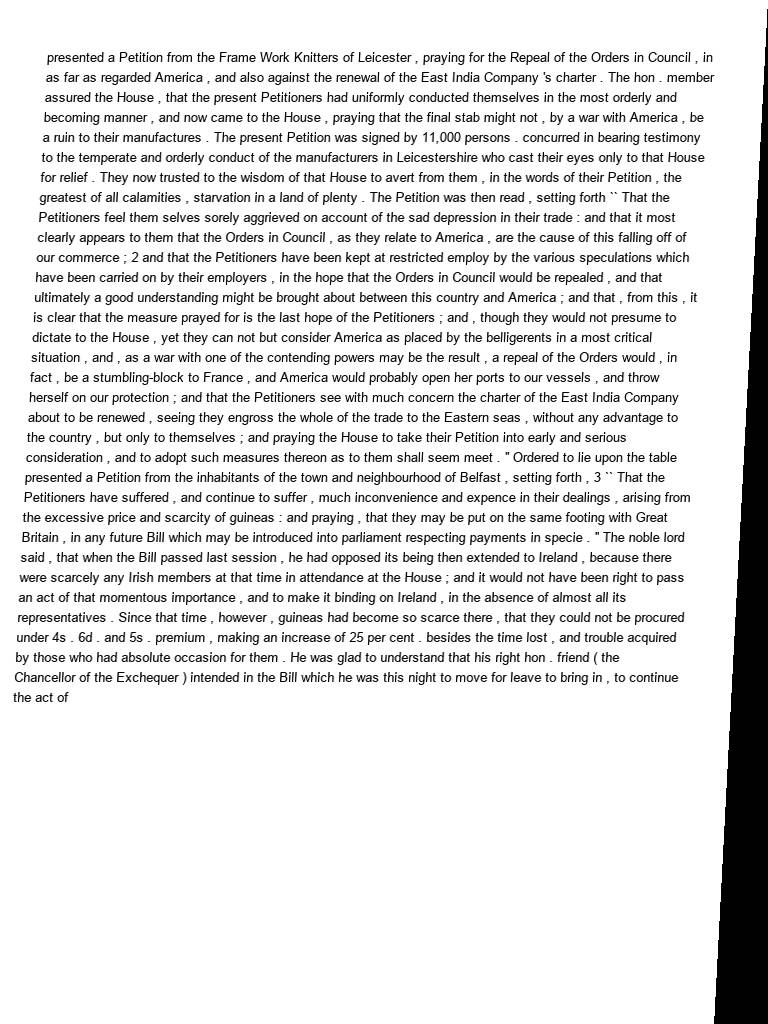 presented a Petition from the Frame Work Knitters of Leicester , praying for the Repeal of the Orders in Council , in
as far as regarded America , and also against the renewal of the East India Company 's charter . The hon . member
assured the House , that the present Petitioners had uniformly conducted themselves in the most orderly and
becoming manner , and now came to the House , praying that the final stab might not , by a war with America , be
a ruin to their manufactures . The present Petition was signed by 11,000 persons . concurred in bearing testimony
to the temperate and orderly conduct of the manufacturers in Leicestershire who cast their eyes only to that House
for relief . They now trusted to the wisdom of that House to avert from them , in the words of their Petition , the
greatest of all calamities , starvation in a land of plenty . The Petition was then read , setting forth `` That the
Petitioners feel them selves sorely aggrieved on account of the sad depression in their trade : and that it most
clearly appears to them that the Orders in Council , as they relate to America , are the cause of this falling off of
our commerce ; 2 and that the Petitioners have been kept at restricted employ by the various speculations which
have been carried on by their employers , in the hope that the Orders in Council would be repealed , and that
ultimately a good understanding might be brought about between this country and America ; and that , from this , it
is clear that the measure prayed for is the last hope of the Petitioners ; and , though they would not presume to
dictate to the House , yet they can not but consider America as placed by the belligerents in a most critical
situation , and , as a war with one of the contending powers may be the result , a repeal of the Orders would , in
fact , be a stumbling-block to France , and America would probably open her ports to our vessels , and throw
herself on our protection ; and that the Petitioners see with much concern the charter of the East India Company
about to be renewed , seeing they engross the whole of the trade to the Eastern seas , without any advantage to
the country , but only to themselves ; and praying the House to take their Petition into early and serious
consideration , and to adopt such measures thereon as to them shall seem meet . " Ordered to lie upon the table
presented a Petition from the inhabitants of the town and neighbourhood of Belfast , setting forth , 3 `` That the
Petitioners have suffered , and continue to suffer , much inconvenience and expence in their dealings , arising from
the excessive price and scarcity of guineas : and praying , that they may be put on the same footing with Great
Britain , in any future Bill which may be introduced into parliament respecting payments in specie . " The noble lord
said , that when the Bill passed last session , he had opposed its being then extended to Ireland , because there
were scarcely any Irish members at that time in attendance at the House ; and it would not have been right to pass
an act of that momentous importance , and to make it binding on Ireland , in the absence of almost all its
representatives . Since that time , however , guineas had become so scarce there , that they could not be procured
under 4s . 6d . and 5s . premium , making an increase of 25 per cent . besides the time lost , and trouble acquired
by those who had absolute occasion for them . He was glad to understand that his right hon . friend ( the
Chancellor of the Exchequer ) intended in the Bill which he was this night to move for leave to bring in , to continue
the act of